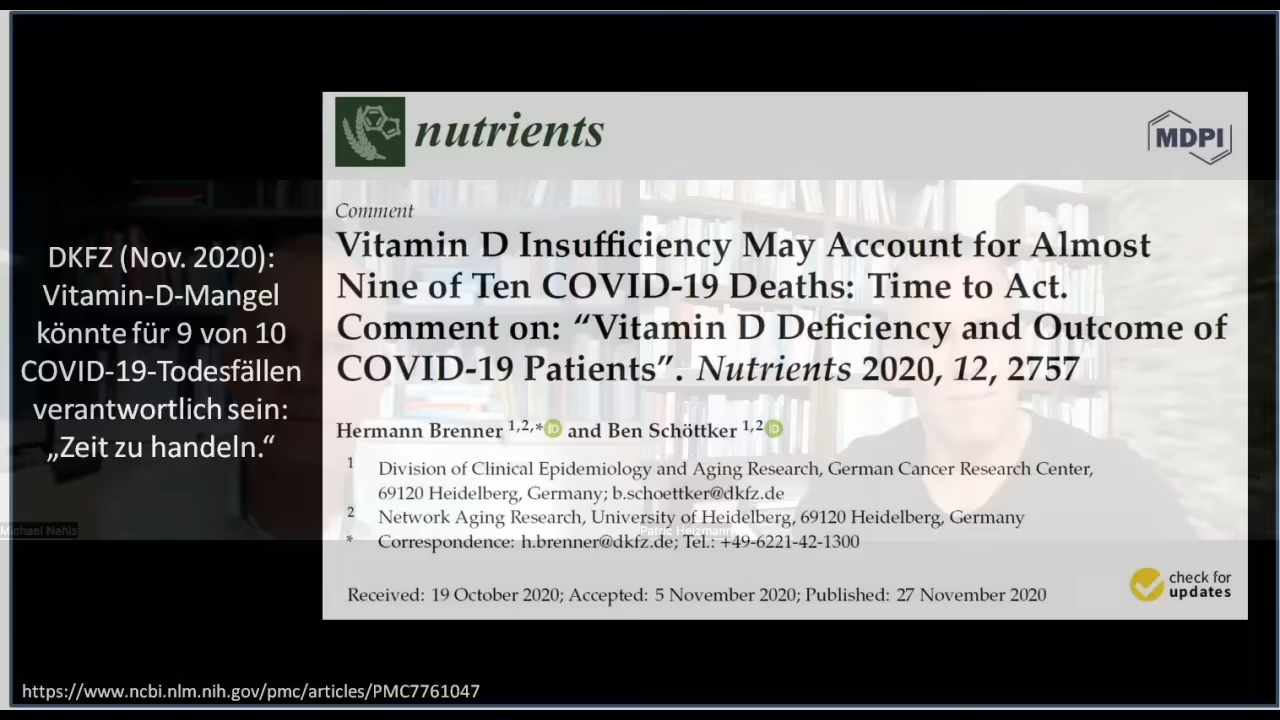 nutrients
MDPI
Comment
Vitamin D Insufficiency May Account for Almost
Nine of Ten COVID-19 Deaths: Time to Act.
Comment on: “Vitamin D Deficiency and Outcome of
COVID-19 Patients”. Nutrients 2020, 12, 2757
Hermann Brenner 1,2,* iD and Ben Schöttker 1,2 iD
1 Division of Clinical Epidemiology and Aging Research, German Cancer Research Center,
69120 Heidelberg, Germany; b.schoettker@dkfz.de
2 Network Aging Research, University of Heidelberg, 69120 Heidelberg, Germany
* Correspondence: h.brenner@dkfz.de; Tel.: +49-6221-42-1300
Received: 19 October 2020; Accepted: 5 November 2020; Published: 27 November 2020
check for
updates
DKFZ (Nov. 2020):
Vitamin-D-Mangel
könnte für 9 von 10
COVID-19-Todesfällen
verantwortlich sein:
„Zeit zu handeln.“
Michael Nehls
Patric Heizmann
https://www.ncbi.nlm.nih.gov/pmc/articles/PMC7761047